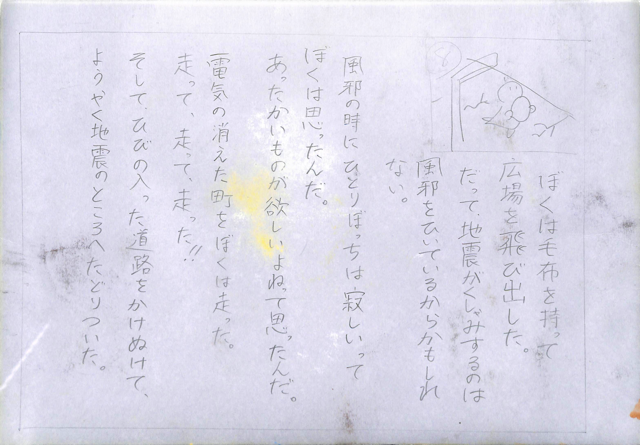 ぼくは毛布を持って
広場を飛び出した。
だって、地震がくしゃみするのは
風邪をひいているからかもしれ
ない。
風邪の時にひとりぼっちは寂しいって
ぼくは思ったんだ。
あったかいものが欲しいよねって思ったんだ。
電気の消えた町をぼくは走った。
走って、走って、走った!!
そして、ひびの入った道路をかけぬけて、
ようやく地震のところへたどりついた。